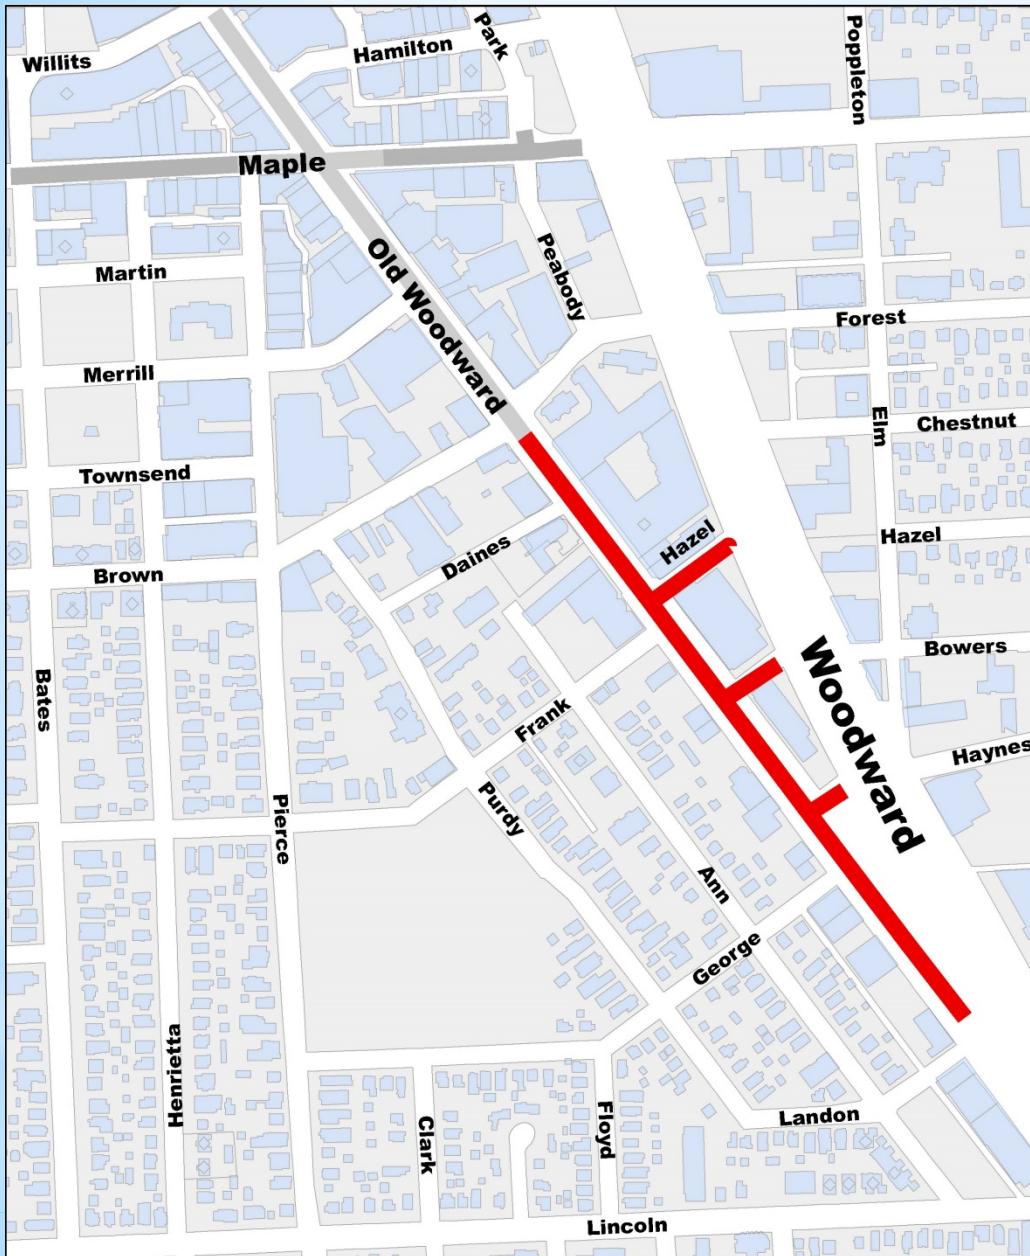 Willits
Hamilton
Park
Poppleton
Maple
Martin
Old Woodward
Peabody
Forest
Merrill
Elm
Chestnut
Townsend
Daines
Hazel
Hazel
Brown
Bates
Bowers
Woodward
Frank
Haynes
Pierce
Purdy
Ann
George
Henrietta
Clark
Floyd
Landon
Lincoln